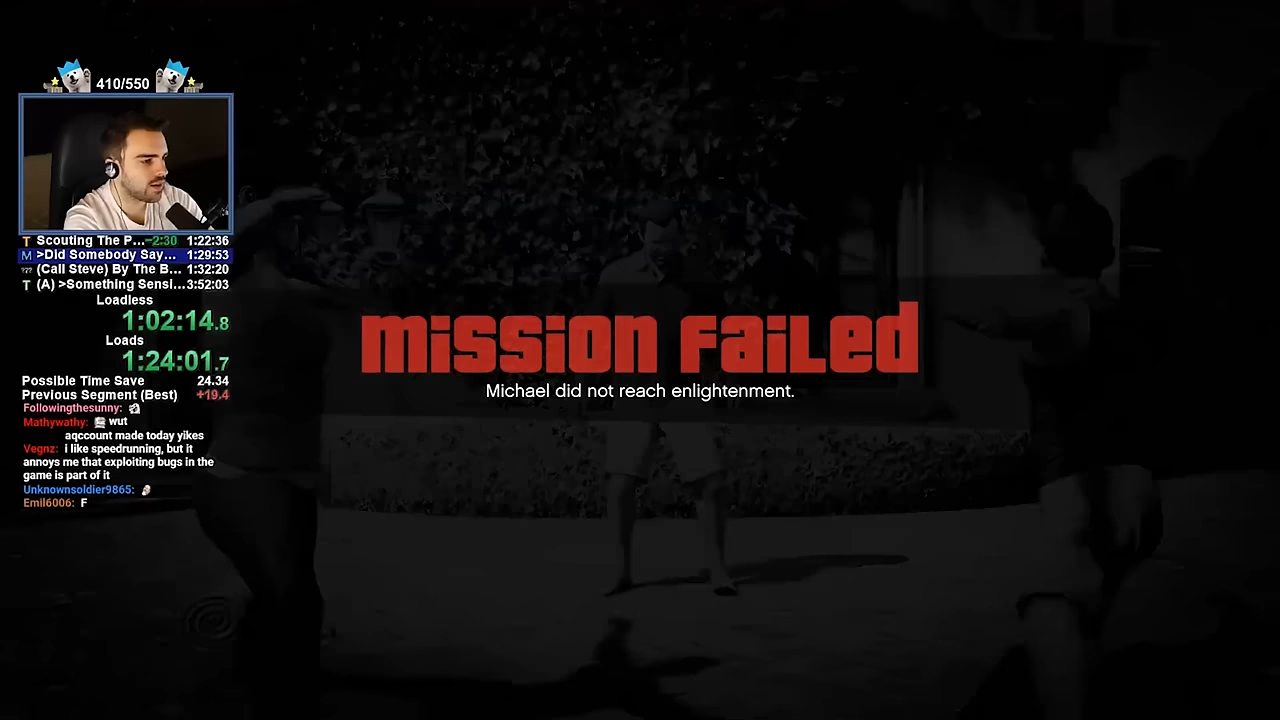 410/550
T Scouting The P...-2:30 1:22:36
M >Did Somebody Say... 1:29:53
??? (Call Steve) By The B... 1:32:20
T (A) >Something Sensi...3:52:03
Loadless
1:02:14.8
Loads
1:24:01.7
Possible Time Save 24.34
Previous Segment (Best) +19.4
Followingthesunny:
Mathywathy: wut
aqccount made today yikes
Vegnz: i like speedrunning, but it
annoys me that exploiting bugs in the
game is part of it
Unknownsoldier9865:
Emil6006: F
mission failed
Michael did not reach enlightenment.